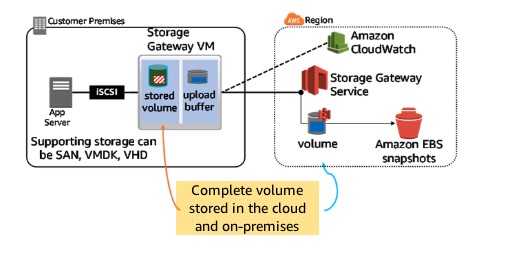 Customer Premises
Storage
Gateway VM
stored
volume
upload
buffer
iSCSI
App
Server
Supporting storage can
be SAN, VMDK, VHD
AWS Region
Amazon
CloudWatch
Storage Gateway
Service
volume
Amazon EBS
snapshots
Complete volume
stored in the cloud
and on-premises